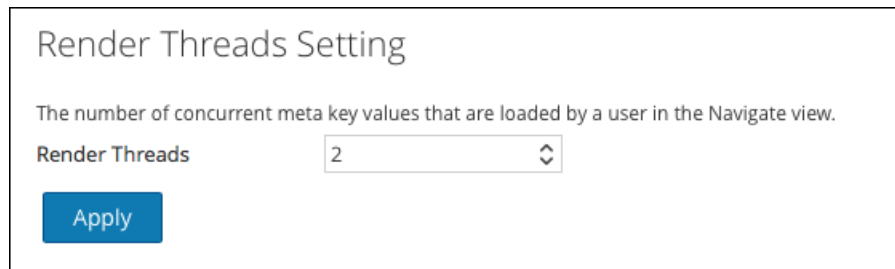 Render Threads Setting
The number of concurrent meta key values that are loaded by a user in the Navigate view.
Render Threads 2
Apply